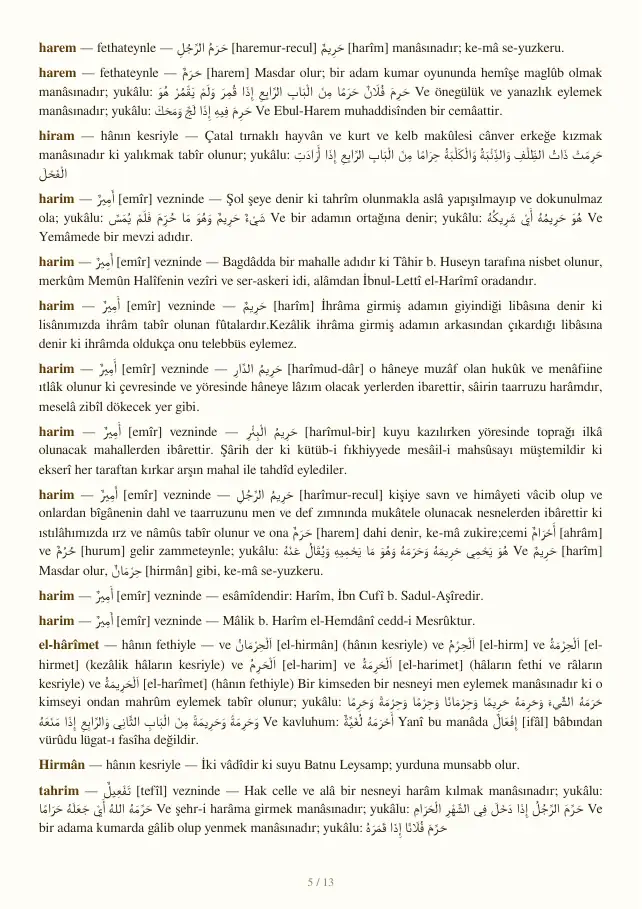 harem — fethateynle — حَرَمُ الرَّجُلِ [haremur-recul] حَرِيمٌ [harîm] manâsınadır; ke-mâ se-yuzkeru.
harem — fethateynle — حَرَمٌ [harem] Masdar olur; bir adam kumar oyununda hemîşe maglûb olmak
manâsınadır; yukâlu: حَرِمَ فُلَانٌ حَرَمًا مِنَ الْبَابِ الرَّابِعِ إِذَا قُمِرَ وَلَمْ يَقْمُرْ هُوَ Ve önegülük ve yanazlık eylemek
manâsınadır; yukâlu: حَرِمَ فِيهِ إِذَا لَجَّ وَمَحَكَ Ve Ebul-Harem muhaddisînden bir cemâattir.
hiram — hânın kesriyle — Çatal tırnaklı hayvân ve kurt ve kelb makûlesi cânver erkeğe kızmak
manâsınadır ki yalıkmak tabîr olunur; yukâlu: حَرِمَتْ ذَاتُ الظِّلْفِ وَالذِّئْبَةُ وَالْكَلْبَةُ حِرَامًا مِنَ الْبَابِ الرَّابِعِ إِذَا أَرَادَتِ
الْفَحْلَ
harim — أَمِيرٌ [emîr] vezninde — Şol şeye denir ki tahrîm olunmakla aslâ yapışılmayıp ve dokunulmaz
ola; yukâlu: شَيْءٌ حَرِيمٌ وَهُوَ مَا حُرِّمَ فَلَمْ يُمَسَّ Ve bir adamın ortağına denir; yukâlu: هُوَ حَرِيمُهُ أَيْ شَرِيكُهُ Ve
Yemâmede bir mevzi adıdır.
harim — أَمِيرٌ [emîr] vezninde — Bagdâdda bir mahalle adıdır ki Tâhir b. Huseyn tarafına nisbet olunur,
merkûm Memûn Halîfenin vezîri ve ser-askeri idi, alâmdan İbnul-Lettî el-Harîmî oradandır.
harim — أَمِيرٌ [emîr] vezninde — حَرِيمٌ [harîm] İhrâma girmiş adamın giyindiği libâsına denir ki
lisânımızda ihrâm tabîr olunan fûtalardır.Kezâlik ihrâma girmiş adamın arkasından çıkardığı libâsına
denir ki ihrâmda oldukça onu telebbüs eylemez.
harim — أَمِيرٌ [emîr] vezninde — حَرِيمُ الدَّارِ [harîmud-dâr] o hâneye muzâf olan hukûk ve menâfiine
ıtlâk olunur ki çevresinde ve yöresinde hâneye lâzım olacak yerlerden ibarettir, sâirin taarruzu harâmdır,
meselâ zibîl dökecek yer gibi.
harim — أَمِيرٌ [emîr] vezninde — حَرِيمُ الْبِئْرِ [harîmul-bir] kuyu kazılırken yöresinde toprağı ilkâ
olunacak mahallerden ibârettir. Şârih der ki kütüb-i fıkhiyyede mesâil-i mahsûsayı müştemildir ki
ekserî her taraftan kırkar arşın mahal ile tahdîd eylediler.
harim — أَمِيرٌ [emîr] vezninde — حَرِيمُ الرَّجُلِ [harîmur-recul] kişiye savn ve himâyeti vâcib olup ve
onlardan bîgânenin dahl ve taarruzunu men ve def zımnında mukâtele olunacak nesnelerden ibârettir ki
ıstılâhımızda ırz ve nâmûs tabîr olunur ve ona حَرَمٌ [harem] dahi denir, ke-mâ zukire;cemi أَحْرَامٌ [ahrâm]
ve حُرُمٌ [hurum] gelir zammeteynle; yukâlu: هُوَ يَحْمِي حَرِيمَهُ وَحَرَمَهُ وَهُوَ مَا يَحْمِيهِ وَيُقَاتِلُ عَنْهُ Ve حَرِيمٌ [harîm]
Masdar olur, حِرْمَانٌ [hirmân] gibi, ke-mâ se-yuzkeru.
harim — أَمِيرٌ [emîr] vezninde — esâmîdendir: Harîm, İbn Cufî b. Sadul-Aşîredir.
harim — أَمِيرٌ [emîr] vezninde — Mâlik b. Harîm el-Hemdânî cedd-i Mesrûktur.
el-hârîmet — hânın fethiyle — ve اَلْحِرْمَانُ [el-hirmân] (hânın kesriyle) ve اَلْحِرْمُ [el-hirm] ve اَلْحِرْمَةُ [el-
hirmet] (kezâlik hâların kesriyle) ve اَلْحَرِمُ [el-harim] ve اَلْحَرِمَةُ [el-harimet] (hâların fethi ve râların
kesriyle) ve اَلْحَرِيمَةُ [el-harîmet] (hânın fethiyle) Bir kimseden bir nesneyi men eylemek manâsınadır ki o
kimseyi ondan mahrûm eylemek tabîr olunur; yukâlu: حَرَمَهُ الشَّيْءَ وَحَرِمَهُ حَرِيمًا وَحِرْمَانًا وَحِرْمًا وَحِرْمَةً وَحَرِمًا
وَحَرِمَةً وَحَرِيمَةً مِنَ الْبَابِ الثَّانِي وَالرَّابِعِ إِذَا مَنَعَهُ Ve kavluhum: أَحْرَمَهُ لُغَيَّةٌ Yanî bu manâda إِفْعَالٌ [ifâl] bâbından
vürûdu lügat-ı fasîha değildir.
Hirmân — hânın kesriyle — İki vâdîdir ki suyu Batnu Leysamp; yurduna munsabb olur.
tahrim — تَفْعِيلٌ [tefîl] vezninde — Hak celle ve alâ bir nesneyi harâm kılmak manâsınadır; yukâlu:
حَرَّمَهُ اللهُ أَيْ جَعَلَهُ حَرَامًا Ve şehr-i harâma girmek manâsınadır; yukâlu: حَرَّمَ الرَّجُلُ إِذَا دَخَلَ فِي الشَّهْرِ الْحَرَامِ Ve
bir adama kumarda gâlib olup yenmek manâsınadır; yukâlu: حَرَّمَ فُلَانًا إِذَا قَمَرَهُ
5 / 13